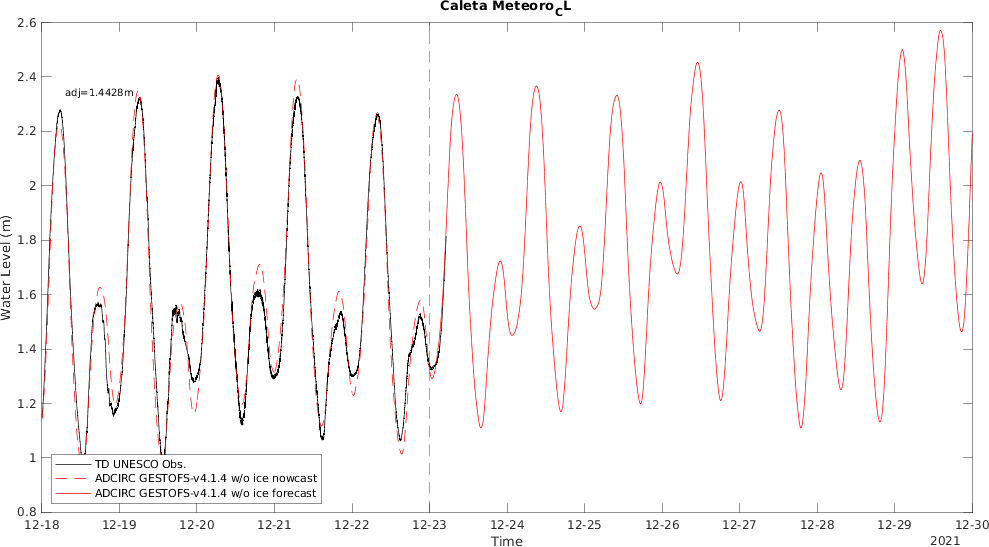 Caleta MeteoroCL
2.6
2.4
2.2
2
1.8
1.6
1.4
1.2
1
0.8
Water Level (m)
adj=1.4428m
TD UNESCO Obs.
ADCIRC GESTOFS-v4.1.4 w/o ice nowcast
ADCIRC GESTOFS-v4.1.4 w/o ice forecast
12-18 12-19 12-20 12-21 12-22 12-23 12-24 12-25 12-26 12-27 12-28 12-29 12-30
Time
2021